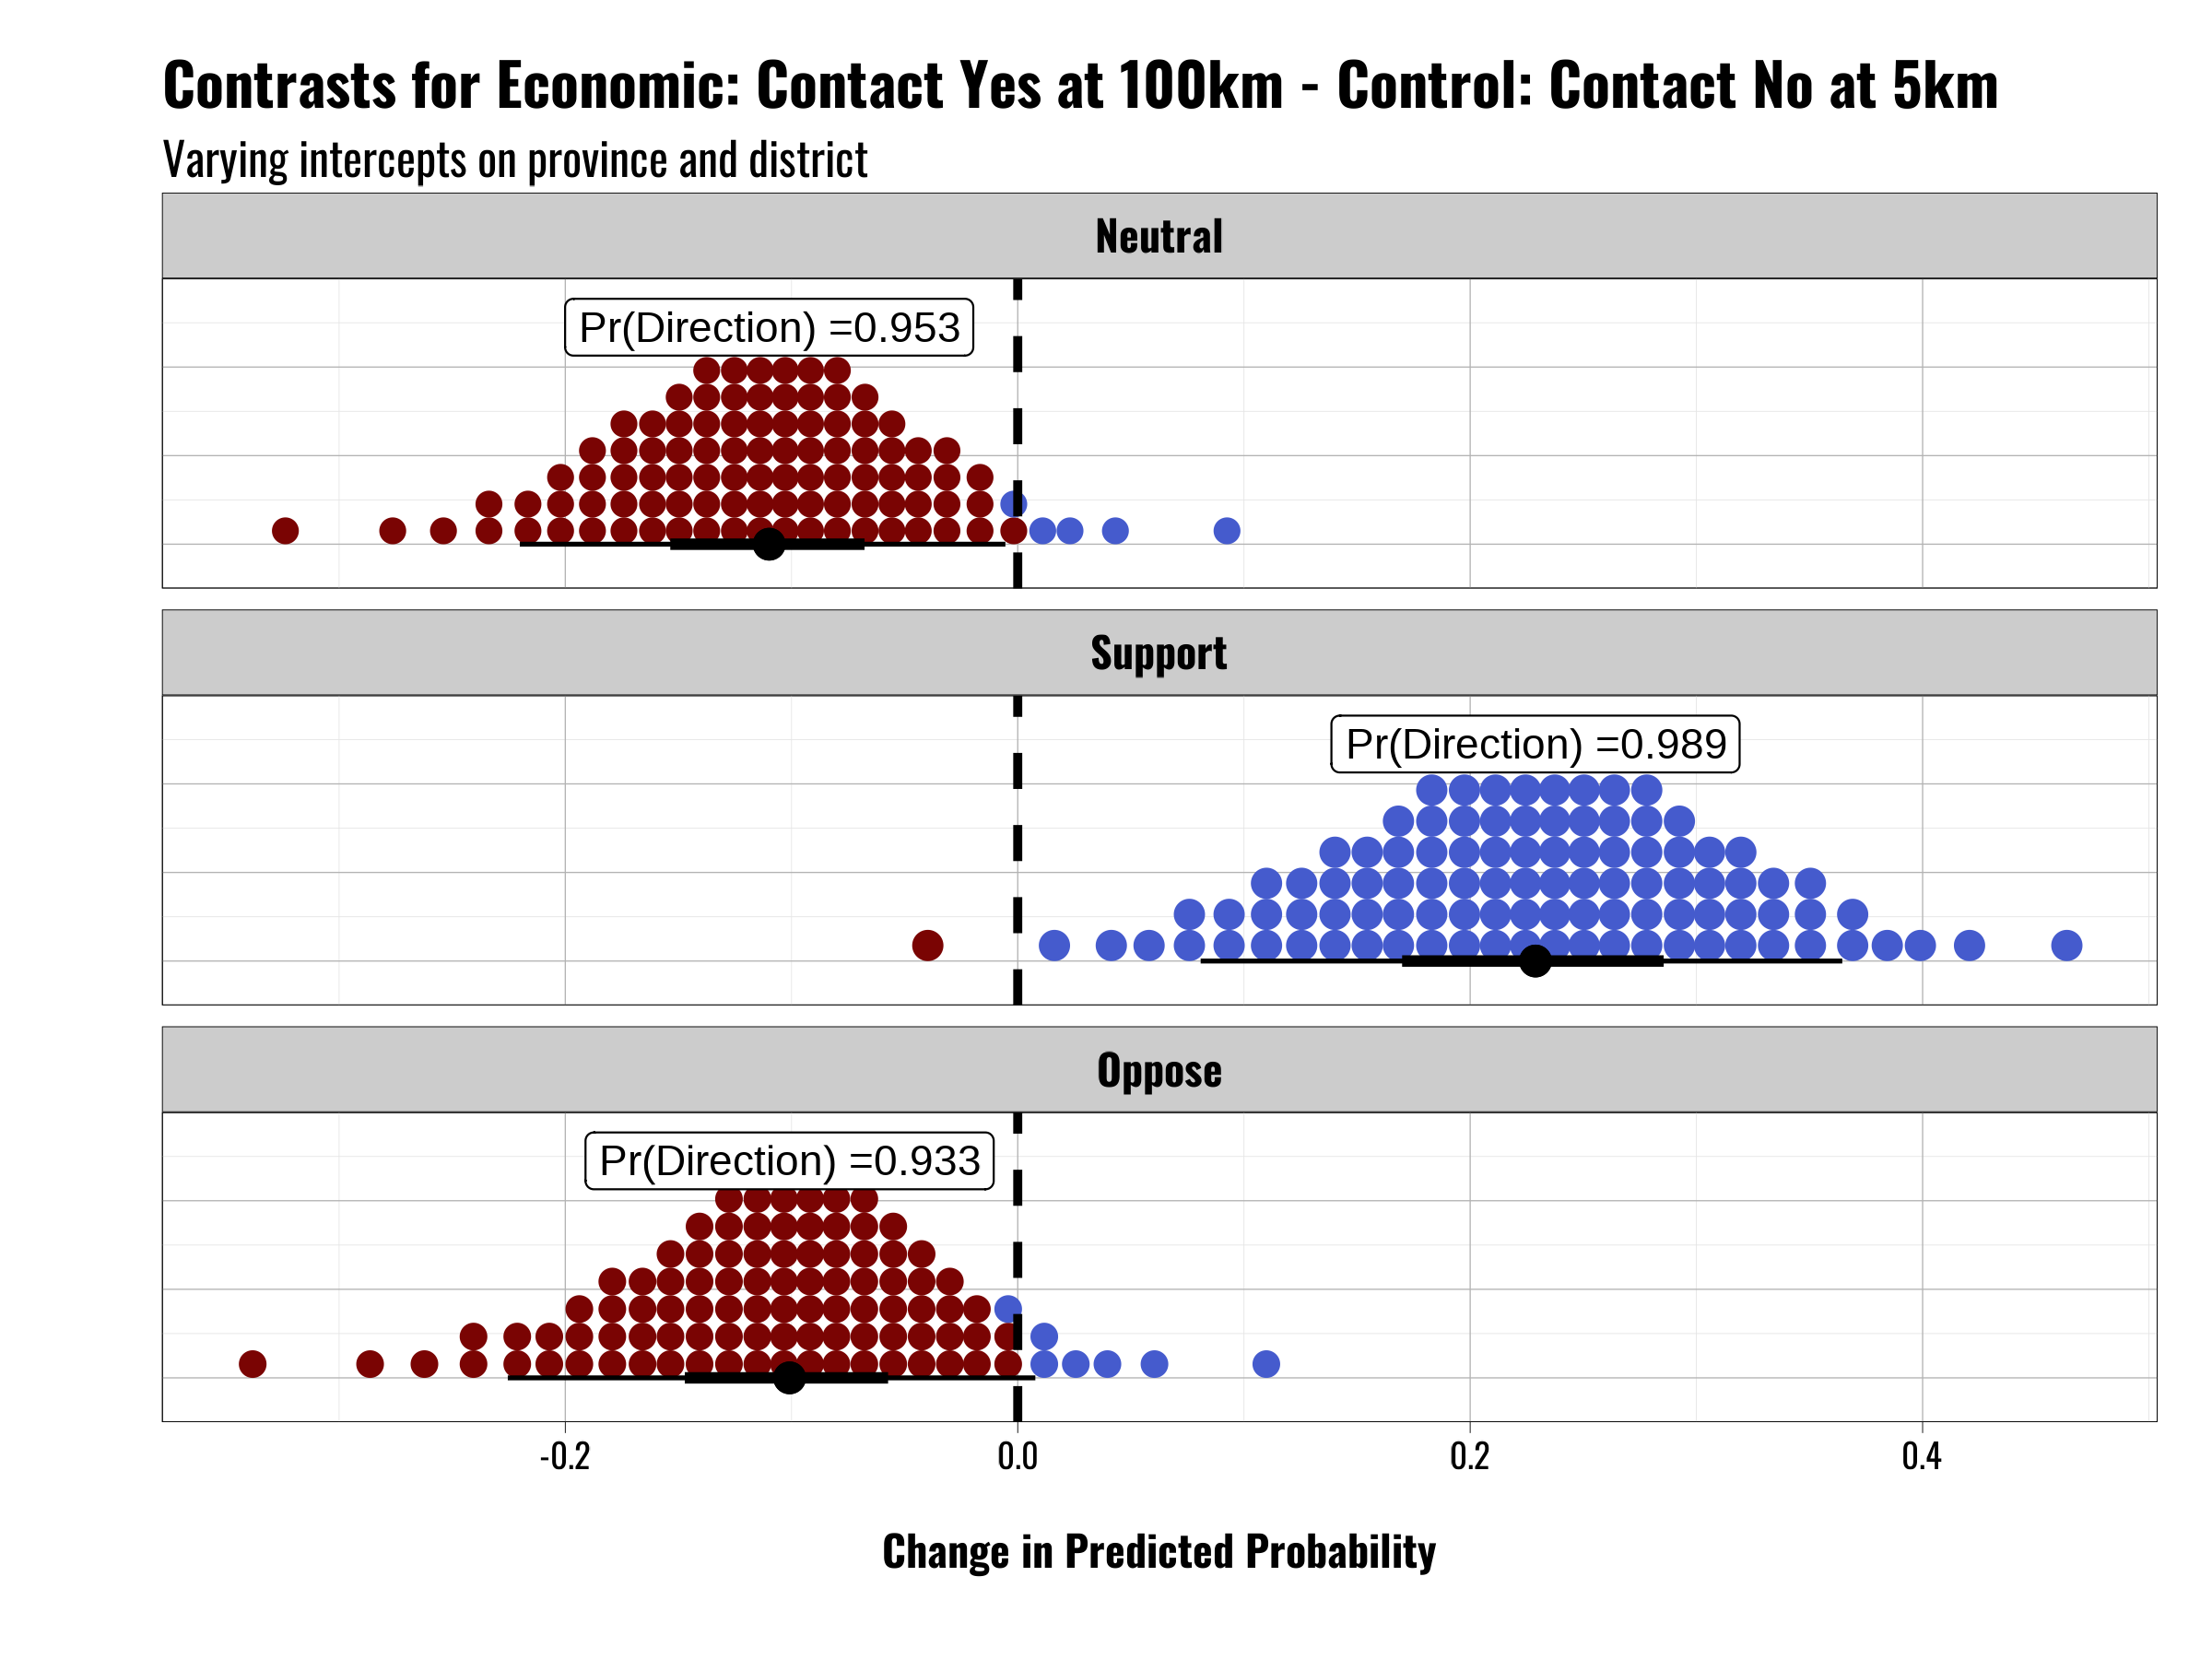 Contrasts for Economic: Contact Yes at 100km - Control: Contact No at 5km
Varying intercepts on province and district
Neutral
Pr(Direction) =0.953
Support
Pr(Direction) =0.989
Oppose
Pr(Direction) =0.933
-0.2 0.0 0.2 0.4
Change in Predicted Probability